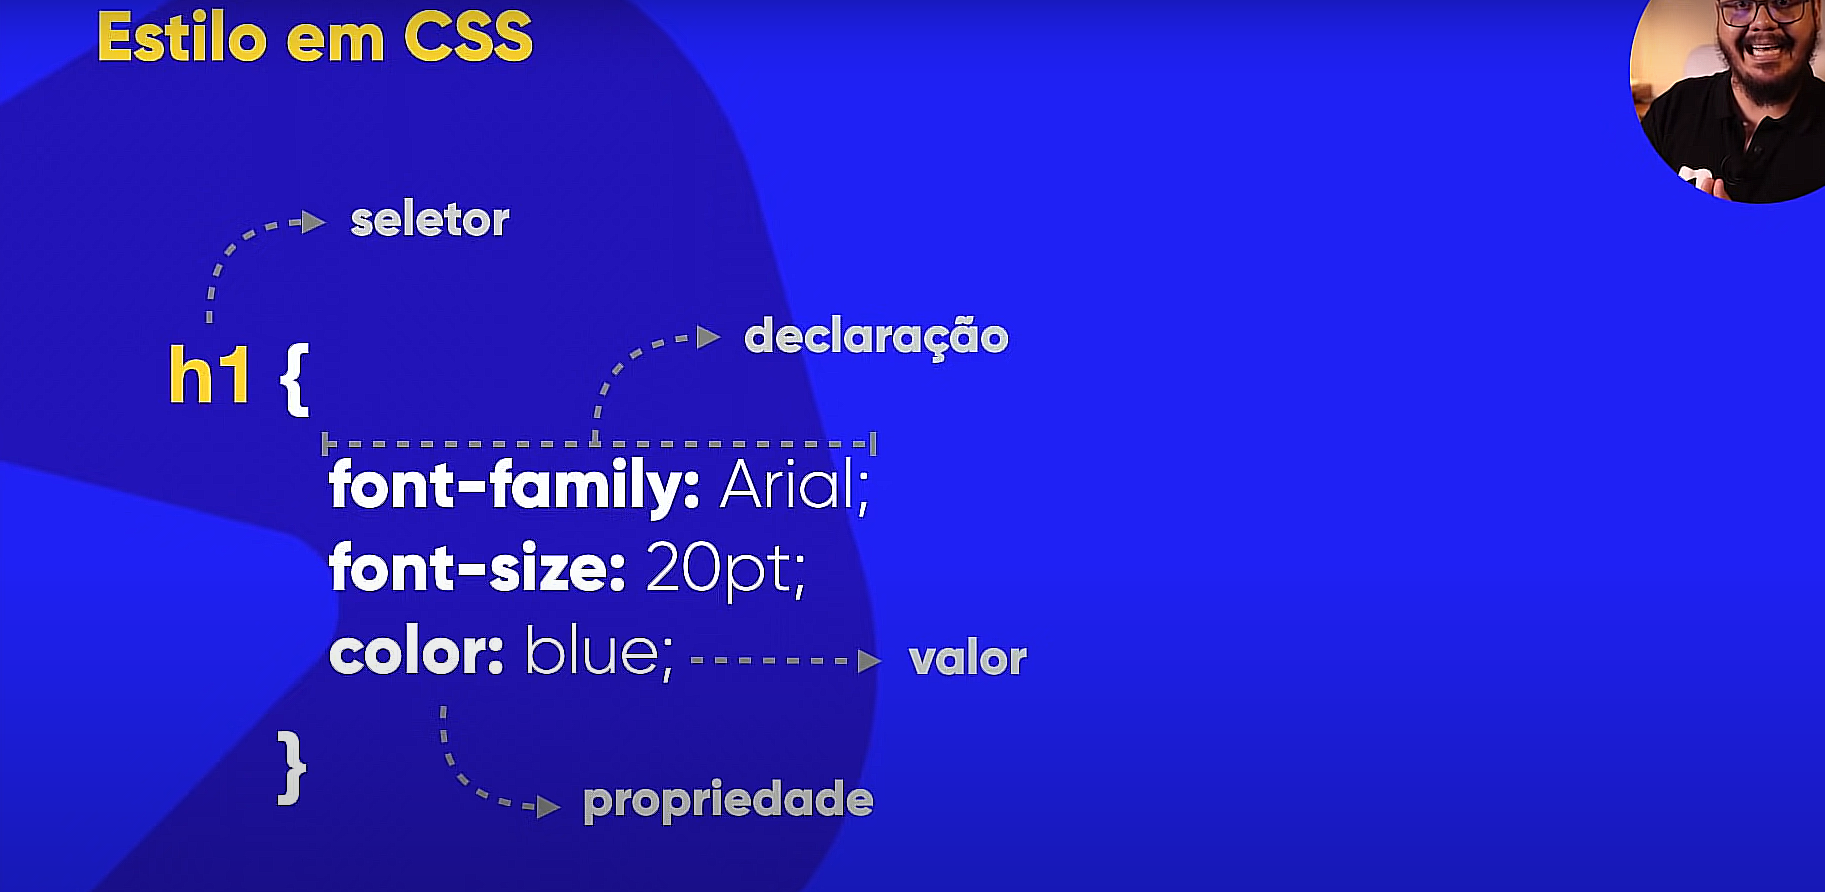 Estilo em CSS
seletor
declaração
h1 {
font-family: Arial;
font-size: 20pt;
color: blue;
valor
}
propriedade